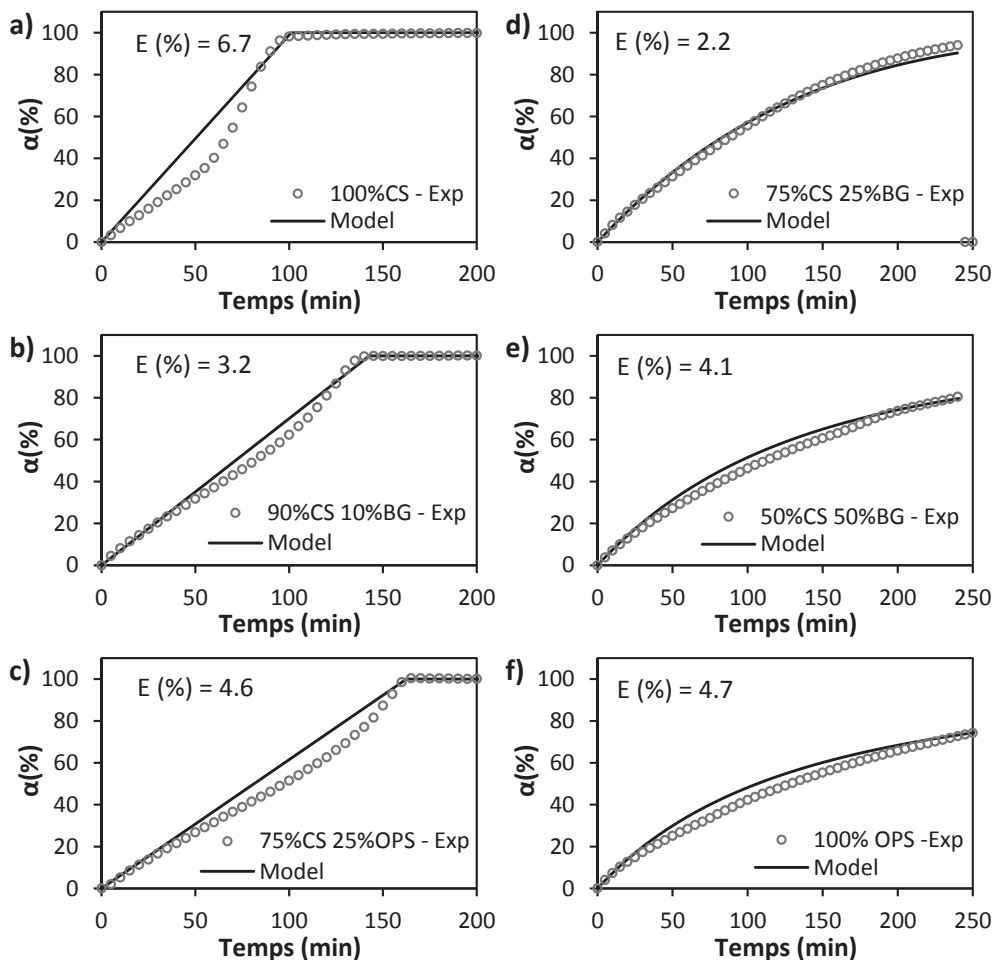 a)
E (%) = 6.7
α(%)
100
80
60
40
20
0
100%CS - Exp
Model
0 50 100 150 200
Temps (min)
d)
E (%) = 2.2
α(%)
100
80
60
40
20
0
75%CS 25%BG - Exp
Model
0 50 100 150 200 250
Temps (min)
b)
E (%) = 3.2
α(%)
100
80
60
40
20
0
90%CS 10%BG - Exp
Model
0 50 100 150 200
Temps (min)
e)
E (%) = 4.1
α(%)
100
80
60
40
20
0
50%CS 50%BG - Exp
Model
0 50 100 150 200 250
Temps (min)
c)
E (%) = 4.6
α(%)
100
80
60
40
20
0
75%CS 25%OPS - Exp
Model
0 50 100 150 200
Temps (min)
f)
E (%) = 4.7
α(%)
100
80
60
40
20
0
100% OPS -Exp
Model
0 50 100 150 200 250
Temps (min)